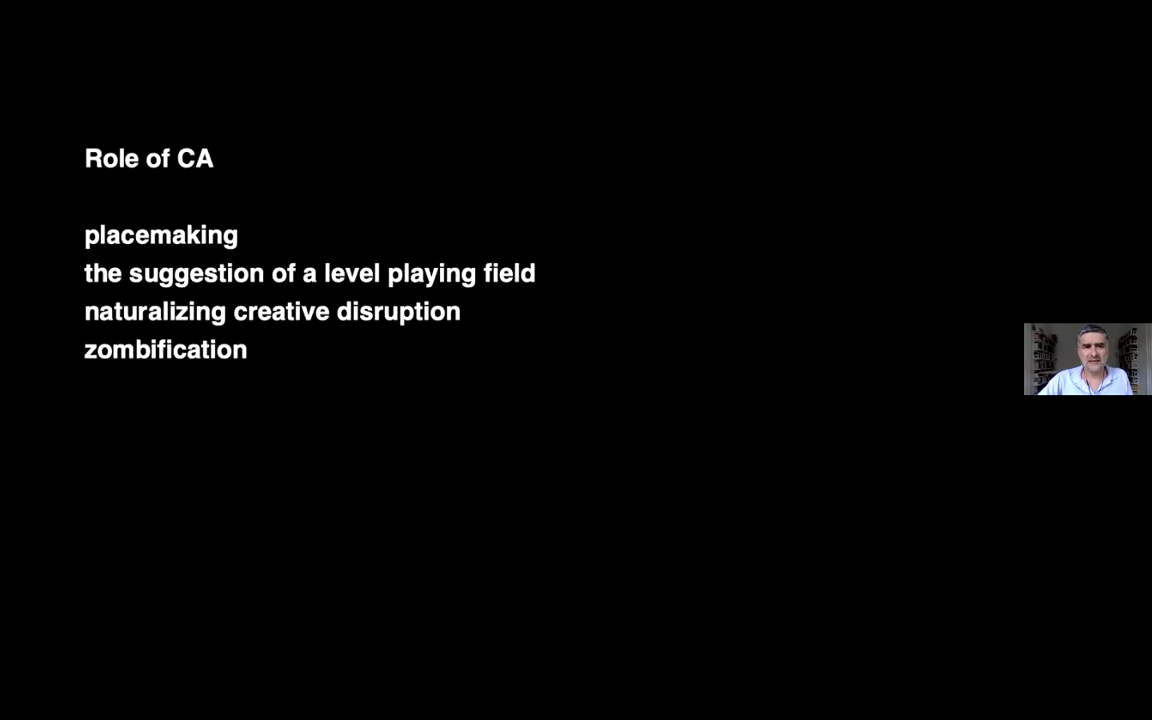 Role of CA
placemaking
the suggestion of a level playing field
naturalizing creative disruption
zombification